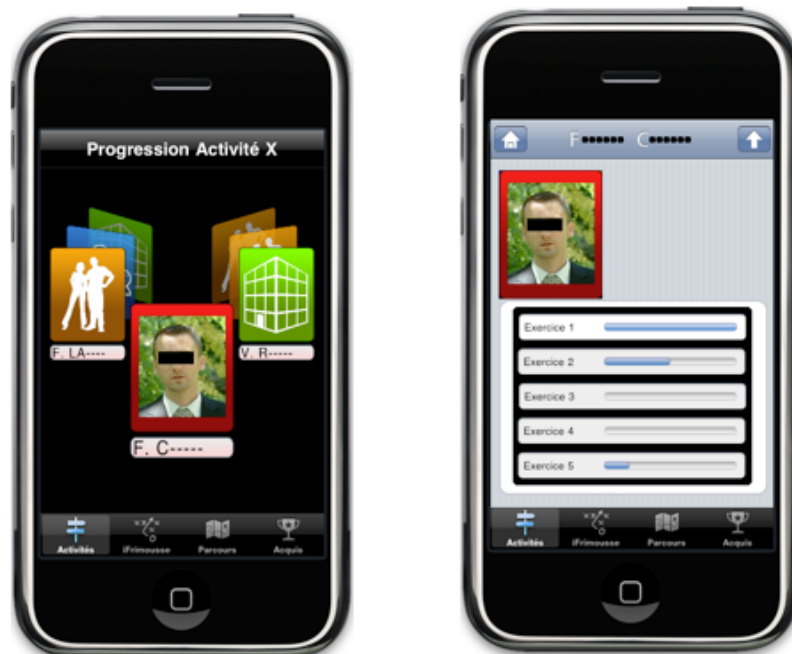 Progression Activité X
F. LA----
V. R-----
F. C-----
Activités
iFrimousse
Parcours
Acquis
F•••••• C••••••
Exercice 1
Exercice 2
Exercice 3
Exercice 4
Exercice 5
Activités
iFrimousse
Parcours
Acquis